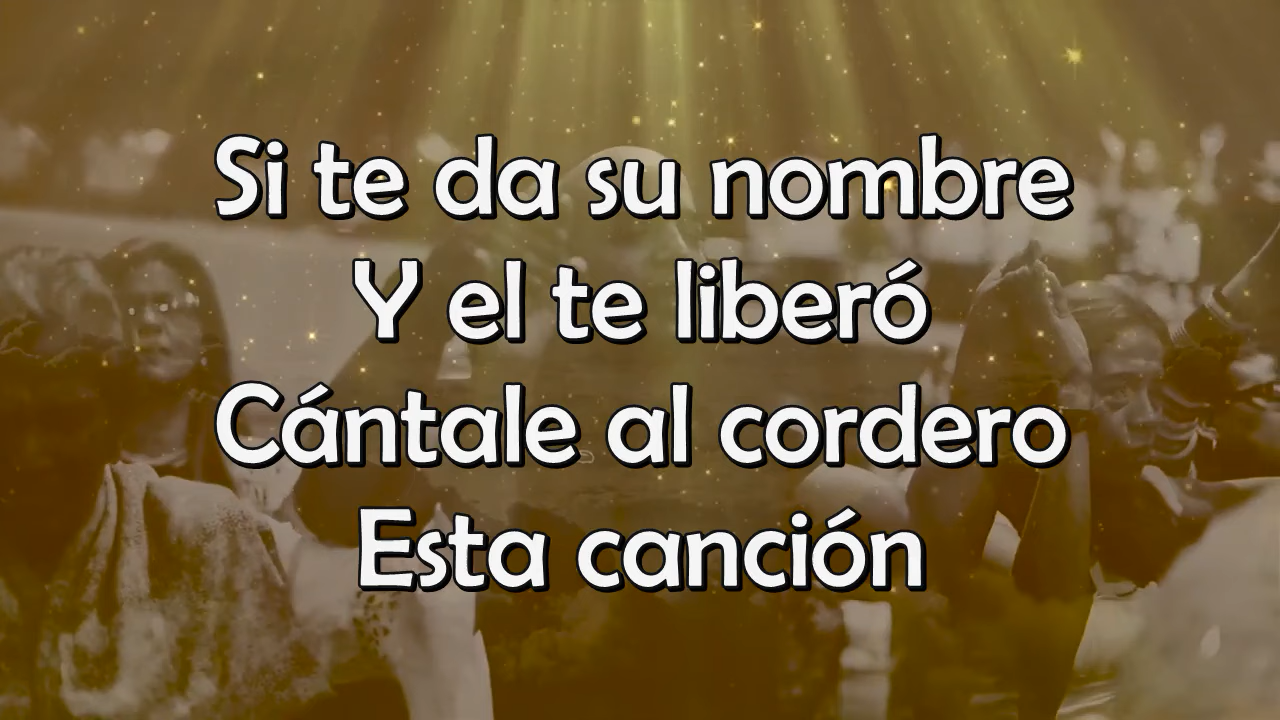 Si te da su nombre
Y el te liberó
Cántale al cordero
Esta canción